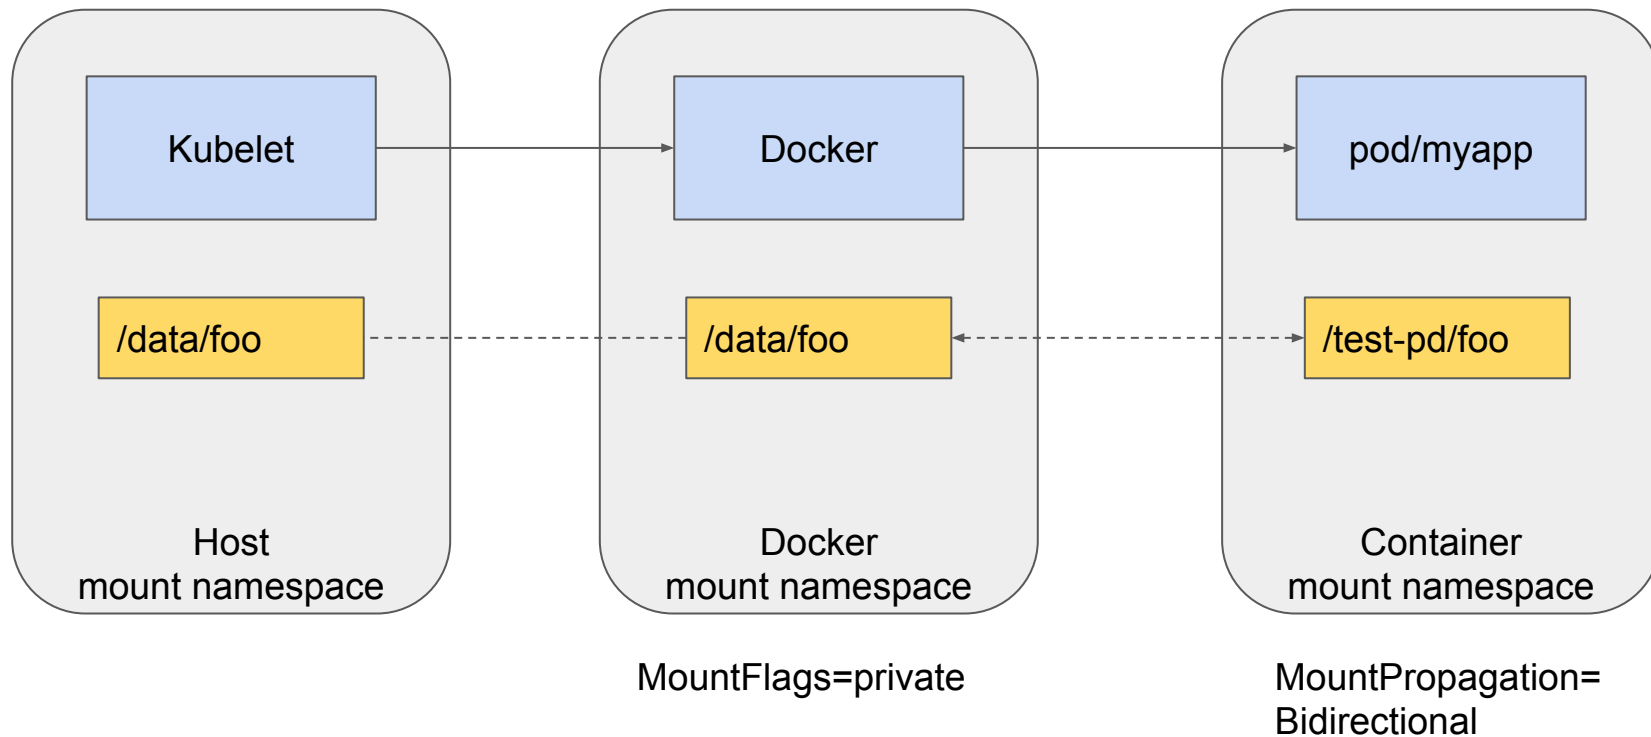 Kubelet
Docker
pod/myapp
/data/foo
/data/foo
/test-pd/foo
Host
mount namespace
Docker
mount namespace
Container
mount namespace
MountFlags=private
MountPropagation=
Bidirectional